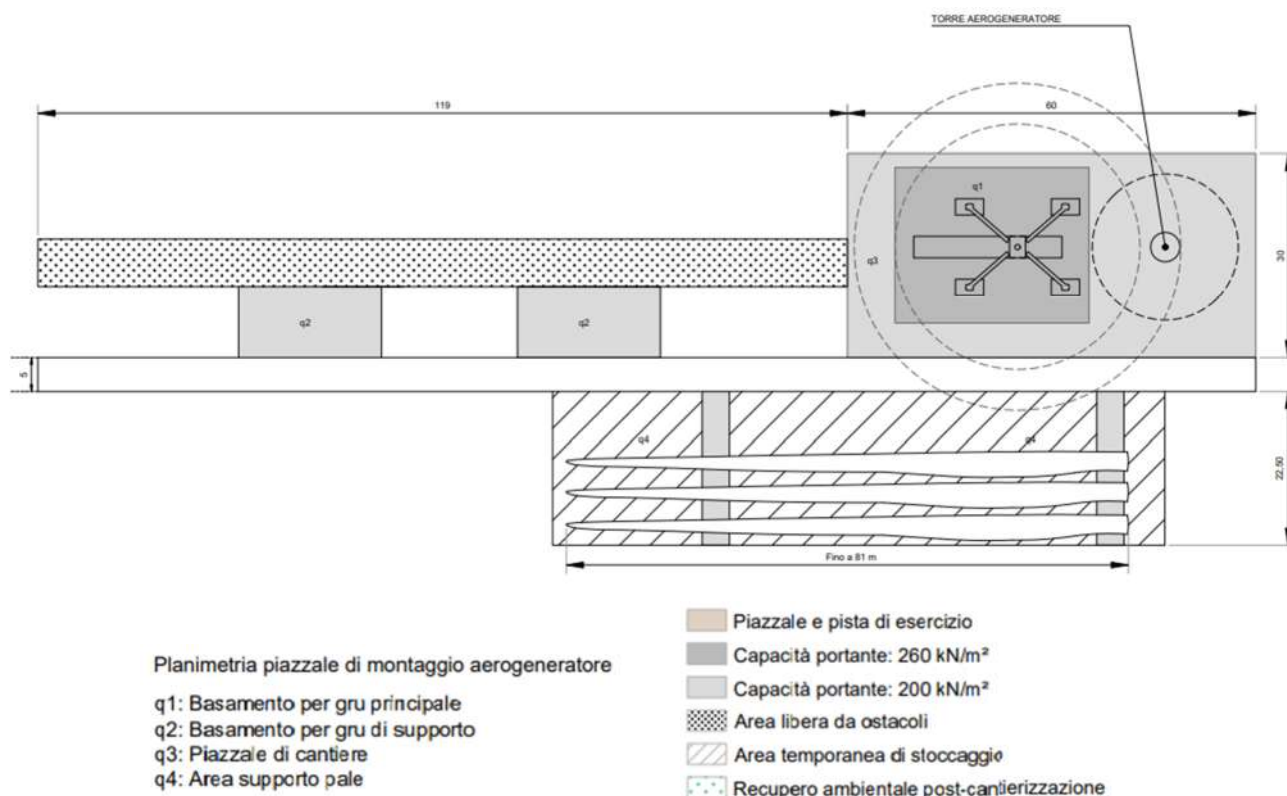 TORRE AEROGENERATORE
119
60
q1
q3
30
q2
q2
5
q4
q4
22.50
Fino a 81 m
Planimetria piazzale di montaggio aerogeneratore
q1: Basamento per gru principale
q2: Basamento per gru di supporto
q3: Piazzale di cantiere
q4: Area supporto pale
Piazzale e pista di esercizio
Capacità portante: 260 kN/m²
Capacità portante: 200 kN/m²
Area libera da ostacoli
Area temporanea di stoccaggio
Recupero ambientale post-cantierizzazione